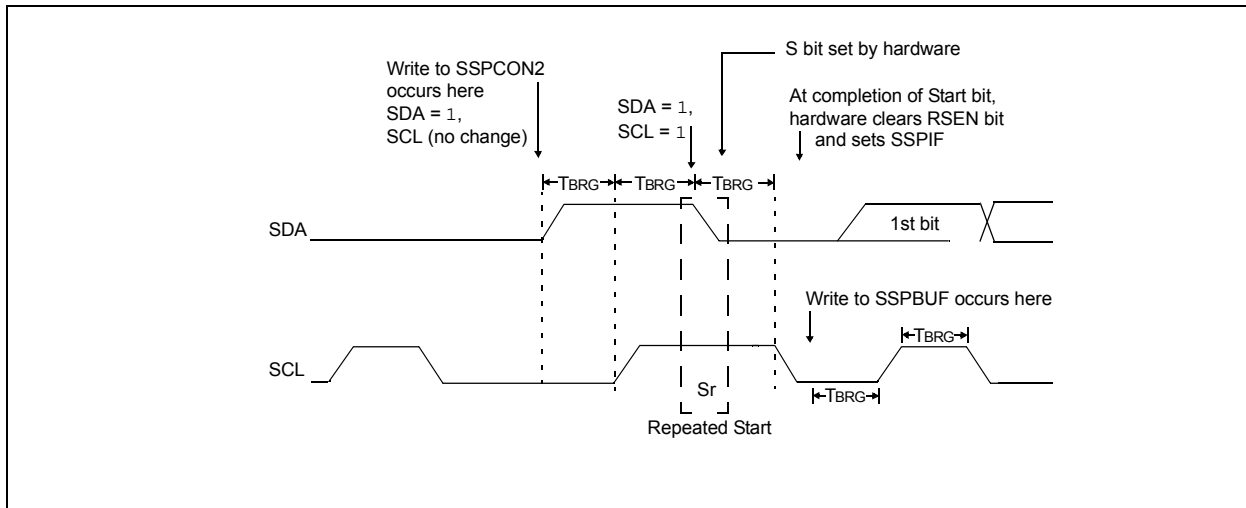 S bit set by hardware
Write to SSPCON2
occurs here
SDA = 1,
SCL (no change)
SDA = 1,
SCL = 1
At completion of Start bit,
hardware clears RSEN bit
and sets SSPIF
TBRG
TBRG
TBRG
SDA
1st bit
Write to SSPBUF occurs here
TBRG
SCL
Sr
TBRG
Repeated Start